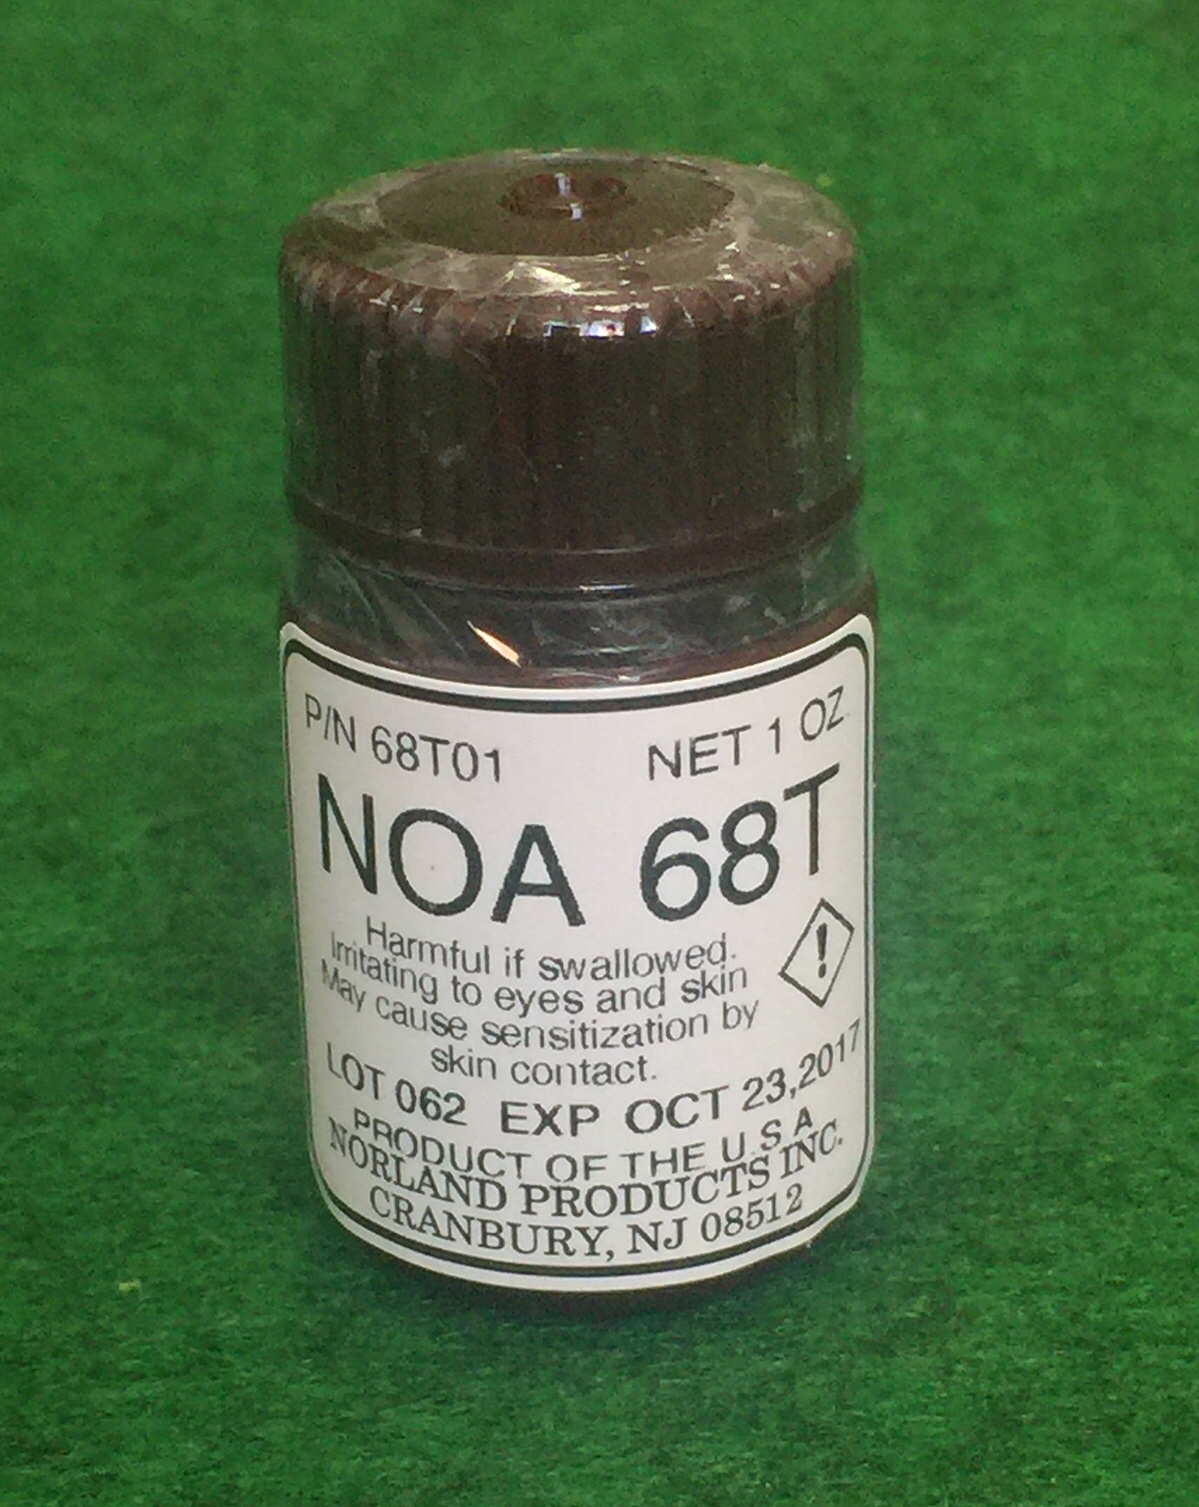 P/N 68T01 NET 1 OZ.
NOA 68T
Harmful if swallowed.
Irritating to eyes and skin
May cause sensitization by
skin contact.
LOT 062 EXP OCT 23,2017
PRODUCT OF THE U.S.A
NORLAND PRODUCTS INC.
CRANBURY, NJ 08512